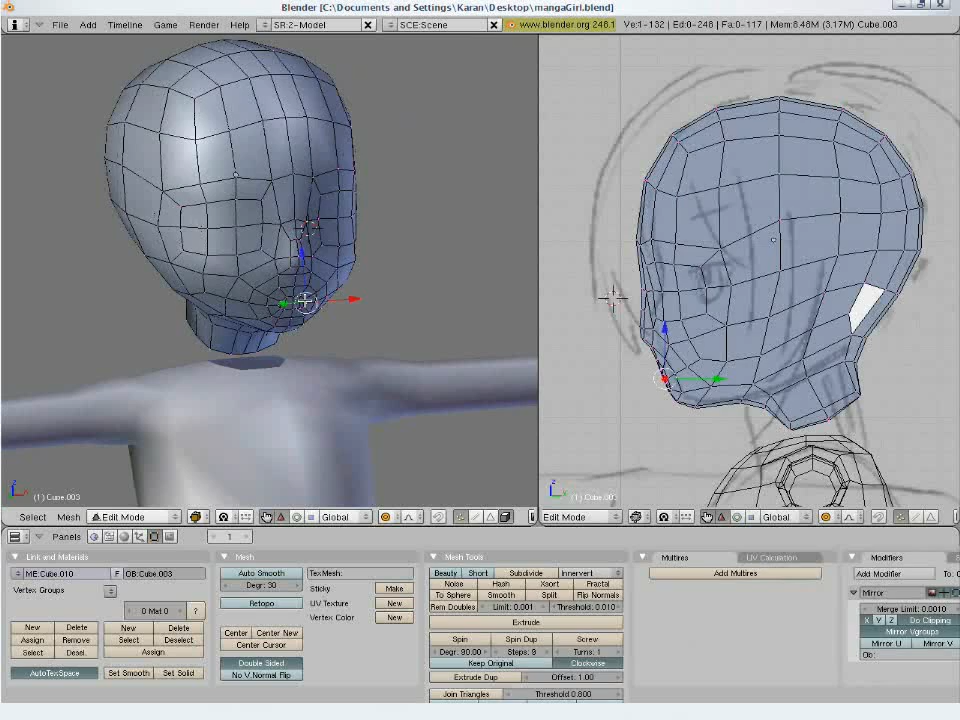 Blender [C:\Documents and Settings\Karan\Desktop\mangaGirl.blend]
File Add Timeline Game Render Help SR:2-Model SCE:Scene www.blender.org 248.1 Ve:1-132 | Ed:0-248 | Fa:0-117 | Mem:8.48M (3.17M) Cube.003
(1) Cube.003
(1) Cube.003
Select Mesh Edit Mode Global
Edit Mode Global
Panels 1
Link and Materials
ME:Cube.010 F OB:Cube.003
Vertex Groups
0 Mat 0 ?
New Delete New Delete
Assign Remove Select Deselect
Select Desel. Assign
AutoTexSpace Set Smooth Set Solid
Mesh
Auto Smooth
Degr: 30
Retopo
TexMesh:
Sticky Make
UV Texture New
Vertex Color New
Center Center New
Center Cursor
Double Sided
No V.Normal Flip
Mesh Tools
Beauty Short Subdivide Innervert
Noise Hash Xsort Fractal
To Sphere Smooth Split Flip Normals
Rem Doubles Limit: 0.001 Threshold: 0.010
Extrude
Spin Spin Dup Screw
Degr: 90.00 Steps: 9 Turns: 1
Keep Original Clockwise
Extrude Dup Offset: 1.00
Join Triangles Threshold 0.800
Multires UV Calculation
Add Multires
Modifiers
Add Modifier To:
Mirror
Merge Limit: 0.0010
X Y Z Do Clipping
Mirror Vgroups
Mirror U Mirror V
Ob: